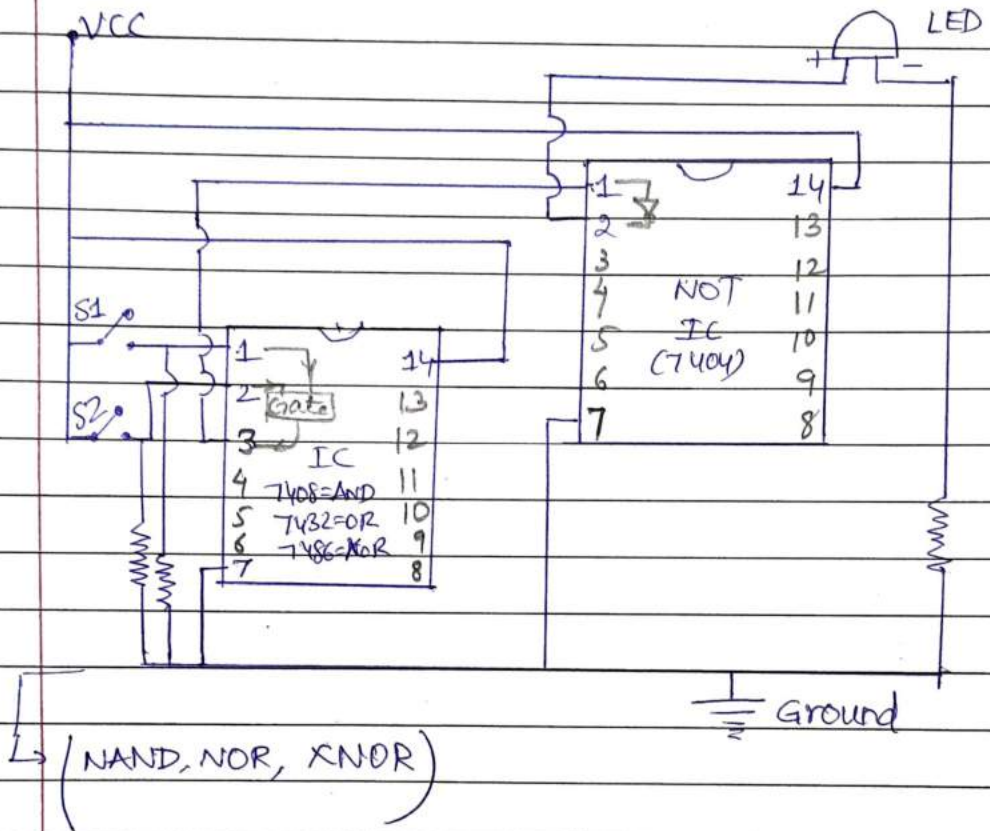 VCC
LED
+ -
1 14
2 13
3 12
4 11
5 10
6 9
7 8
NOT
IC
(7404)
S1
S2
1 14
2 13
3 12
4 11
5 10
6 9
7 8
Gate
IC
7408=AND
7432=OR
7486=XOR
Ground
(NAND, NOR, XNOR)